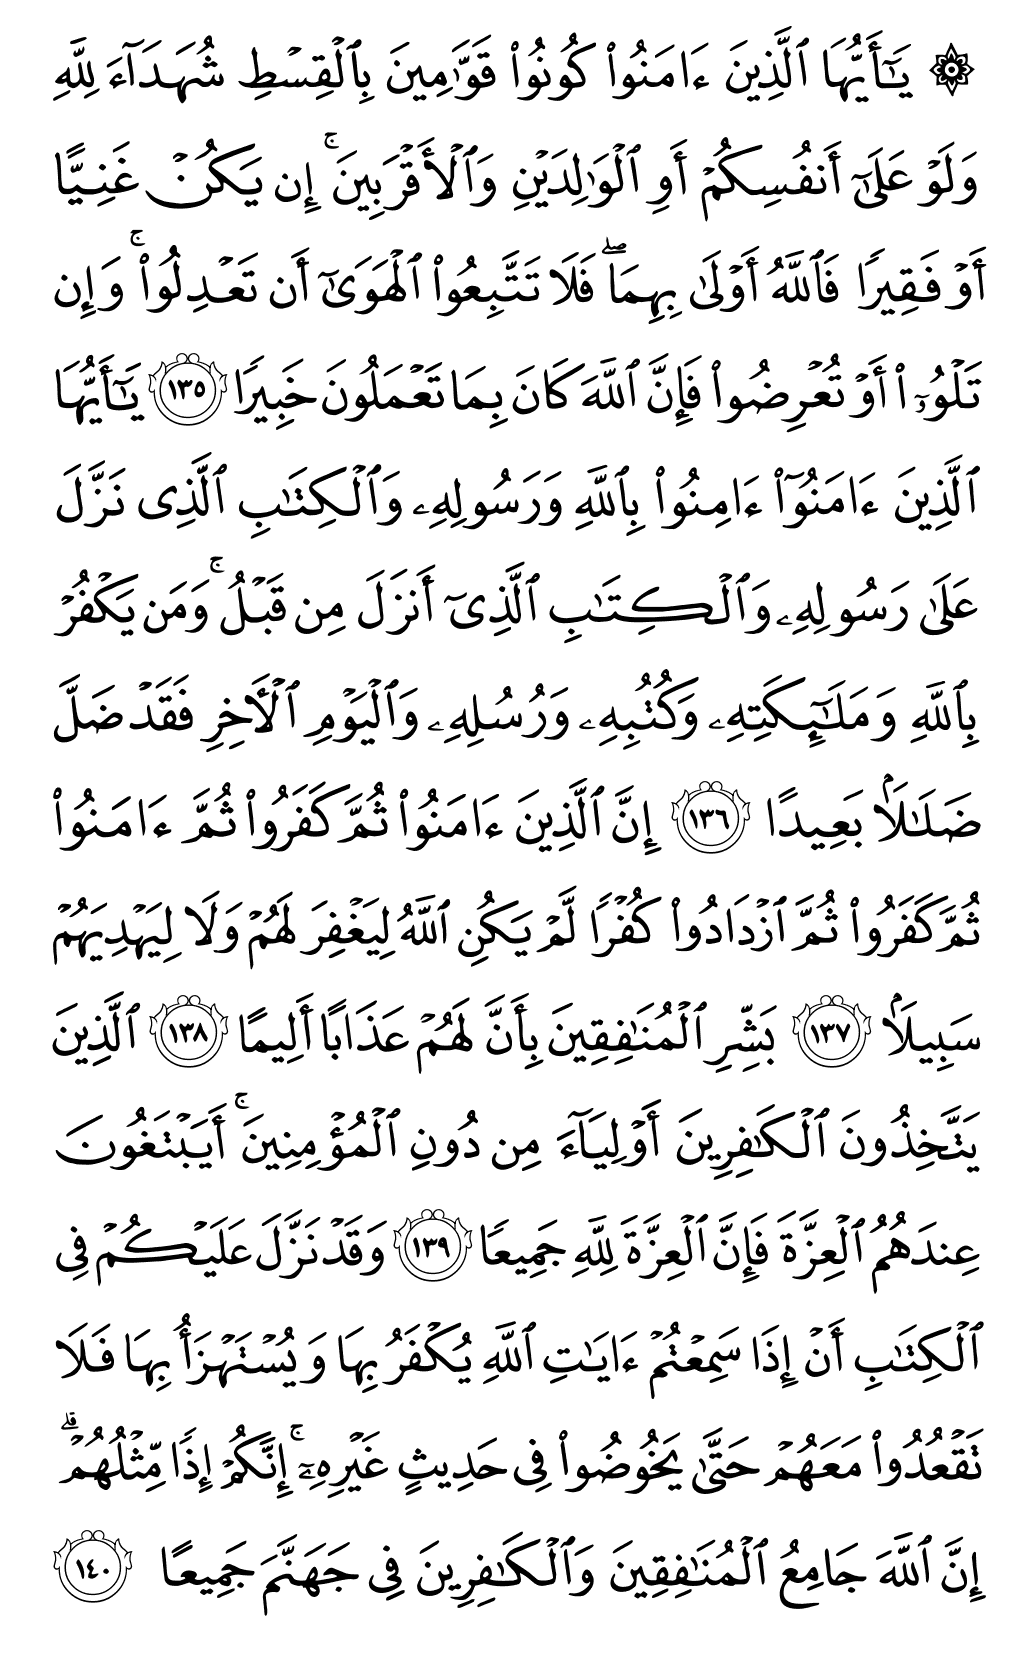 ۞ يَـٰٓأَيُّهَا ٱلَّذِينَ ءَامَنُوا۟ كُونُوا۟ قَوَّٰمِينَ بِٱلْقِسْطِ شُهَدَآءَ لِلَّهِ
وَلَوْ عَلَىٰٓ أَنفُسِكُمْ أَوِ ٱلْوَٰلِدَيْنِ وَٱلْأَقْرَبِينَ ۚ إِن يَكُنْ غَنِيًّا
أَوْ فَقِيرًا فَٱللَّهُ أَوْلَىٰ بِهِمَا ۖ فَلَا تَتَّبِعُوا۟ ٱلْهَوَىٰٓ أَن تَعْدِلُوا۟ ۚ وَإِن
تَلْوُۥٓا۟ أَوْ تُعْرِضُوا۟ فَإِنَّ ٱللَّهَ كَانَ بِمَا تَعْمَلُونَ خَبِيرًا ١٣٥ يَـٰٓأَيُّهَا
ٱلَّذِينَ ءَامَنُوٓا۟ ءَامِنُوا۟ بِٱللَّهِ وَرَسُولِهِۦ وَٱلْكِتَـٰبِ ٱلَّذِى نَزَّلَ
عَلَىٰ رَسُولِهِۦ وَٱلْكِتَـٰبِ ٱلَّذِىٓ أَنزَلَ مِن قَبْلُ ۚ وَمَن يَكْفُرْ
بِٱللَّهِ وَمَلَـٰٓئِكَتِهِۦ وَكُتُبِهِۦ وَرُسُلِهِۦ وَٱلْيَوْمِ ٱلْـَٔاخِرِ فَقَدْ ضَلَّ
ضَلَـٰلًۢا بَعِيدًا ١٣٦ إِنَّ ٱلَّذِينَ ءَامَنُوا۟ ثُمَّ كَفَرُوا۟ ثُمَّ ءَامَنُوا۟
ثُمَّ كَفَرُوا۟ ثُمَّ ٱزْدَادُوا۟ كُفْرًا لَّمْ يَكُنِ ٱللَّهُ لِيَغْفِرَ لَهُمْ وَلَا لِيَهْدِيَهُمْ
سَبِيلًۢا ١٣٧ بَشِّرِ ٱلْمُنَـٰفِقِينَ بِأَنَّ لَهُمْ عَذَابًا أَلِيمًا ١٣٨ ٱلَّذِينَ
يَتَّخِذُونَ ٱلْكَـٰفِرِينَ أَوْلِيَآءَ مِن دُونِ ٱلْمُؤْمِنِينَ ۚ أَيَبْتَغُونَ
عِندَهُمُ ٱلْعِزَّةَ فَإِنَّ ٱلْعِزَّةَ لِلَّهِ جَمِيعًا ١٣٩ وَقَدْ نَزَّلَ عَلَيْكُمْ فِى
ٱلْكِتَـٰبِ أَنْ إِذَا سَمِعْتُمْ ءَايَـٰتِ ٱللَّهِ يُكْفَرُ بِهَا وَيُسْتَهْزَأُ بِهَا فَلَا
تَقْعُدُوا۟ مَعَهُمْ حَتَّىٰ يَخُوضُوا۟ فِى حَدِيثٍ غَيْرِهِۦٓ ۚ إِنَّكُمْ إِذًا مِّثْلُهُمْ ۗ
إِنَّ ٱللَّهَ جَامِعُ ٱلْمُنَـٰفِقِينَ وَٱلْكَـٰفِرِينَ فِى جَهَنَّمَ جَمِيعًا ١٤٠